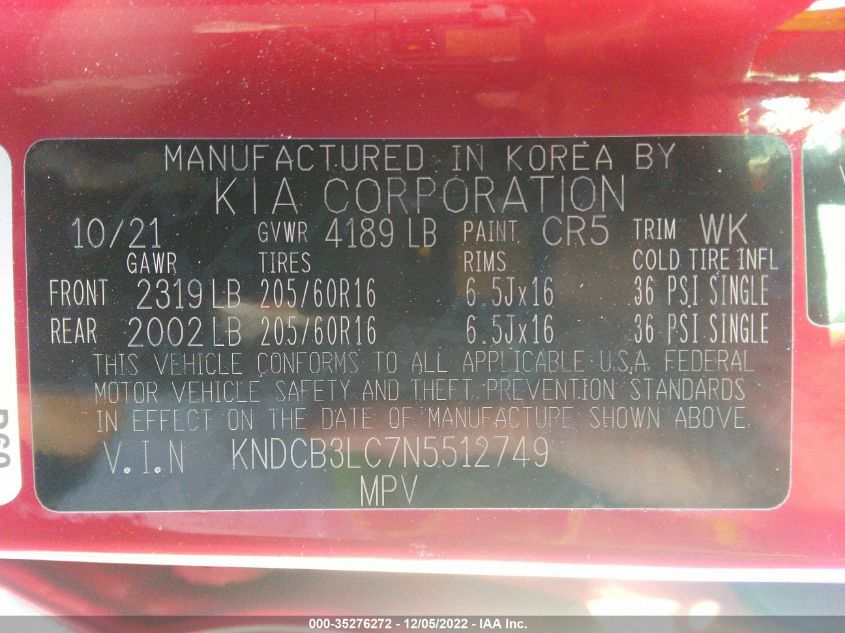 MANUFACTURED IN KOREA BY
KIA CORPORATION
10/21 GVWR 4189 LB PAINT CR5 TRIM WK
GAWR TIRES RIMS COLD TIRE INFL
FRONT 2319 LB 205/60R16 6.5Jx16 36 PSI SINGLE
REAR 2002 LB 205/60R16 6.5Jx16 36 PSI SINGLE
THIS VEHICLE CONFORMS TO ALL APPLICABLE U.S.A. FEDERAL
MOTOR VEHICLE SAFETY AND THEFT PREVENTION STANDARDS
IN EFFECT ON THE DATE OF MANUFACTURE SHOWN ABOVE.
V.I.N KNDCB3LC7N5512749
MPV
000-35276272 - 12/05/2022 - IAA Inc.